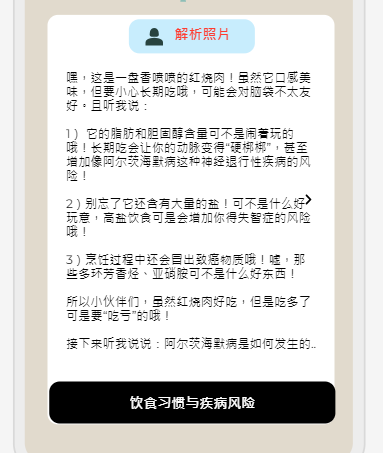 解析照片
嘿，这是一盘香喷喷的红烧肉！虽然它口感美
味，但要小心长期吃哦，可能会对脑袋不太友
好。且听我说：
1）它的脂肪和胆固醇含量可不是闹着玩的
哦！长期吃会让你的动脉变得“硬梆梆”，甚至
增加像阿尔茨海默病这种神经退行性疾病的风
险！
2）别忘了它还含有大量的盐！可不是什么好
玩意，高盐饮食可是会增加你得失智症的风险
哦！
3）烹饪过程中还会冒出致癌物质哦！嘘，那
些多环芳香烃、亚硝胺可不是什么好东西！
所以小伙伴们，虽然红烧肉好吃，但是吃多了
可是要“吃亏”的哦！
接下来听我说说：阿尔茨海默病是如何发生的...
饮食习惯与疾病风险